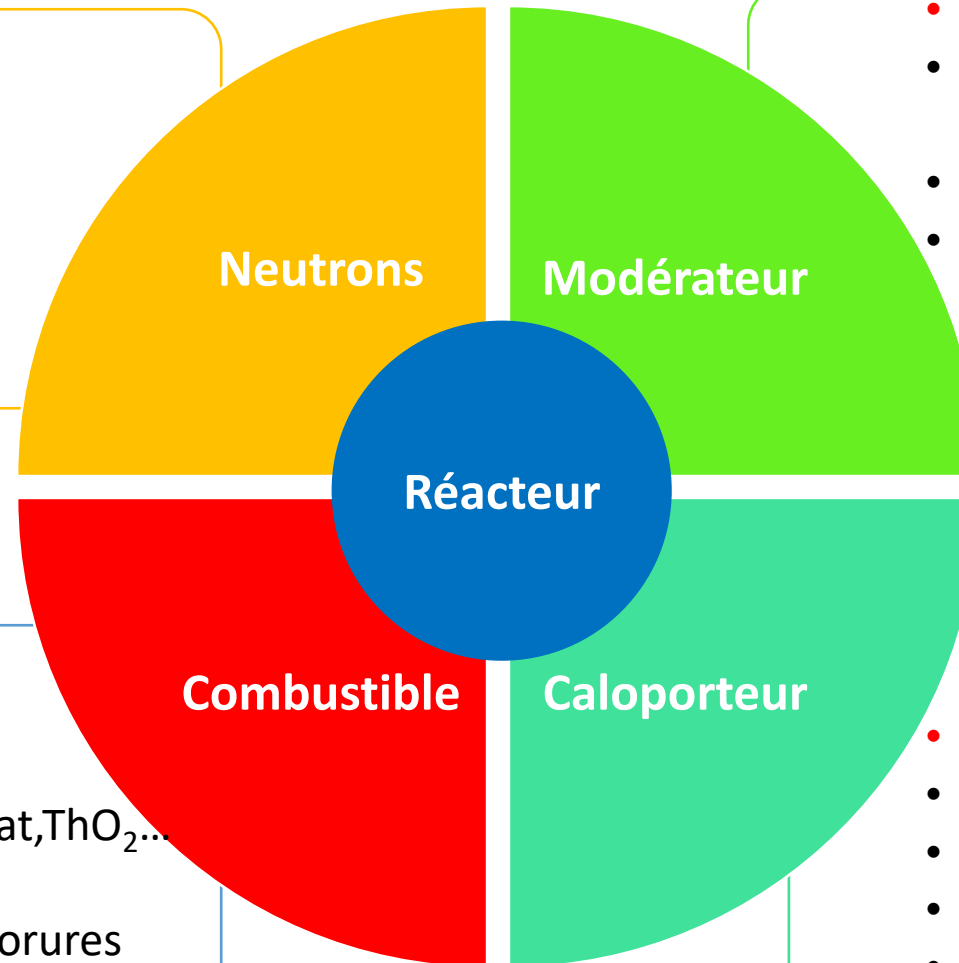 Neutrons
Modérateur
Réacteur
Combustible
Caloporteur
at,ThO₂...
orures